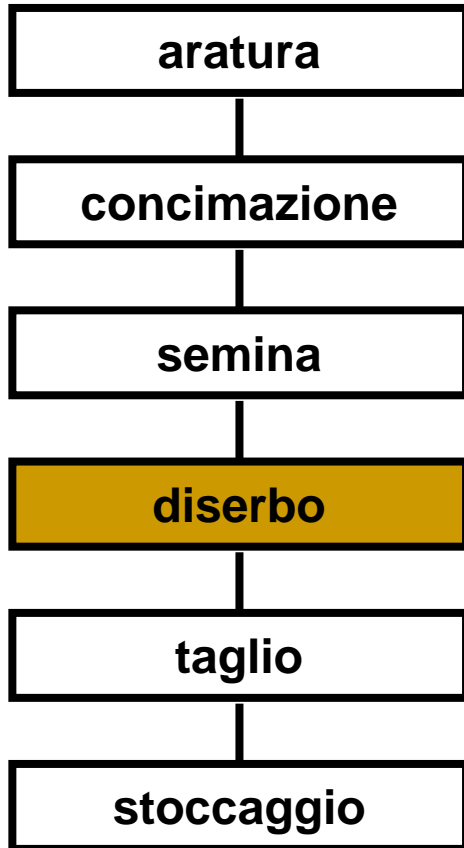 aratura
concimazione
semina
diserbo
taglio
stoccaggio